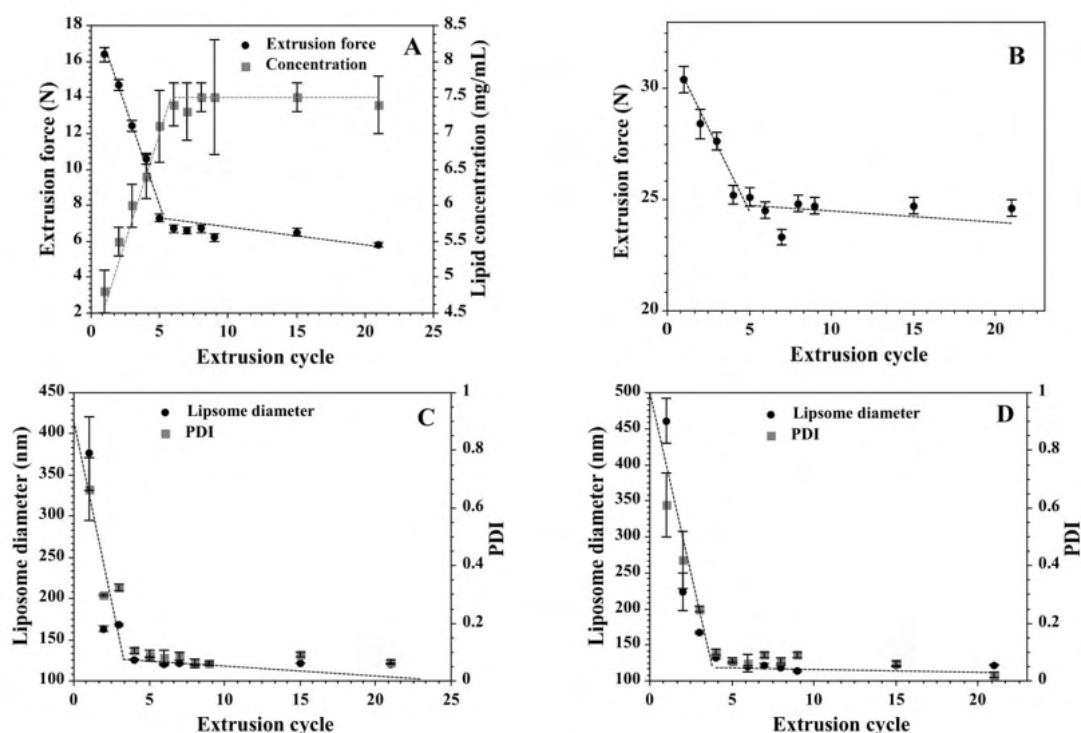 A
Extrusion force
Concentration
Extrusion force (N)
18
16
14
12
10
8
6
4
2
Lipid concentration (mg/mL)
8.5
8
7.5
7
6.5
6
5.5
5
4.5
0 5 10 15 20 25
Extrusion cycle
B
Extrusion force (N)
30
25
20
0 5 10 15 20
Extrusion cycle
C
Lipsome diameter
PDI
Liposome diameter (nm)
450
400
350
300
250
200
150
100
PDI
1
0.8
0.6
0.4
0.2
0
0 5 10 15 20 25
Extrusion cycle
D
Lipsome diameter
PDI
Liposome diameter (nm)
500
450
400
350
300
250
200
150
100
PDI
1
0.8
0.6
0.4
0.2
0
0 5 10 15 20
Extrusion cycle